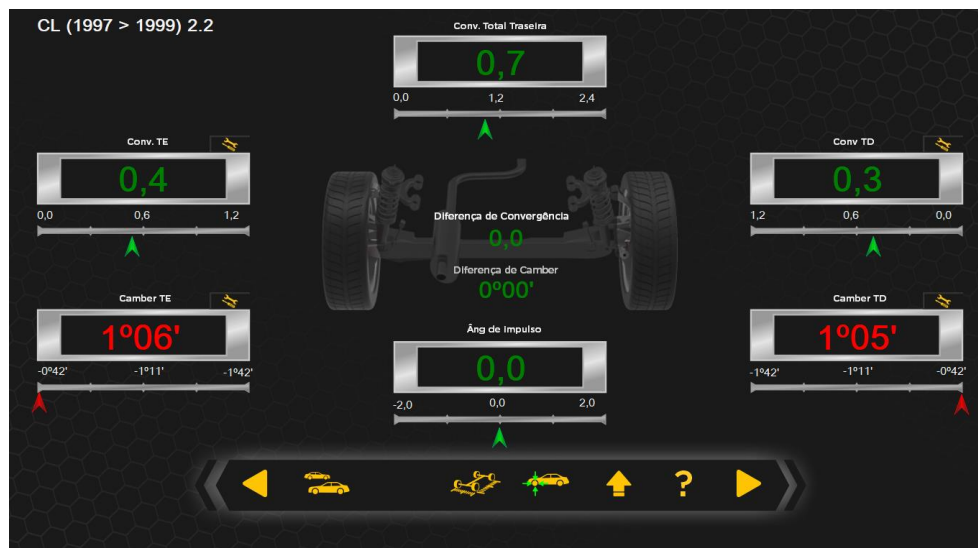 CL (1997 > 1999) 2.2
Conv. Total Traseira
0,7
0,0 1,2 2,4
Conv. TE
0,4
0,0 0,6 1,2
Conv TD
0,3
1,2 0,6 0,0
Diferença de Convergência
0,0
Diferença de Camber
0º00'
Camber TE
1º06'
-0º42' -1º11' -1º42'
Camber TD
1º05'
-1º42' -1º11' -0º42'
Âng de Impulso
0,0
-2,0 0,0 2,0
?